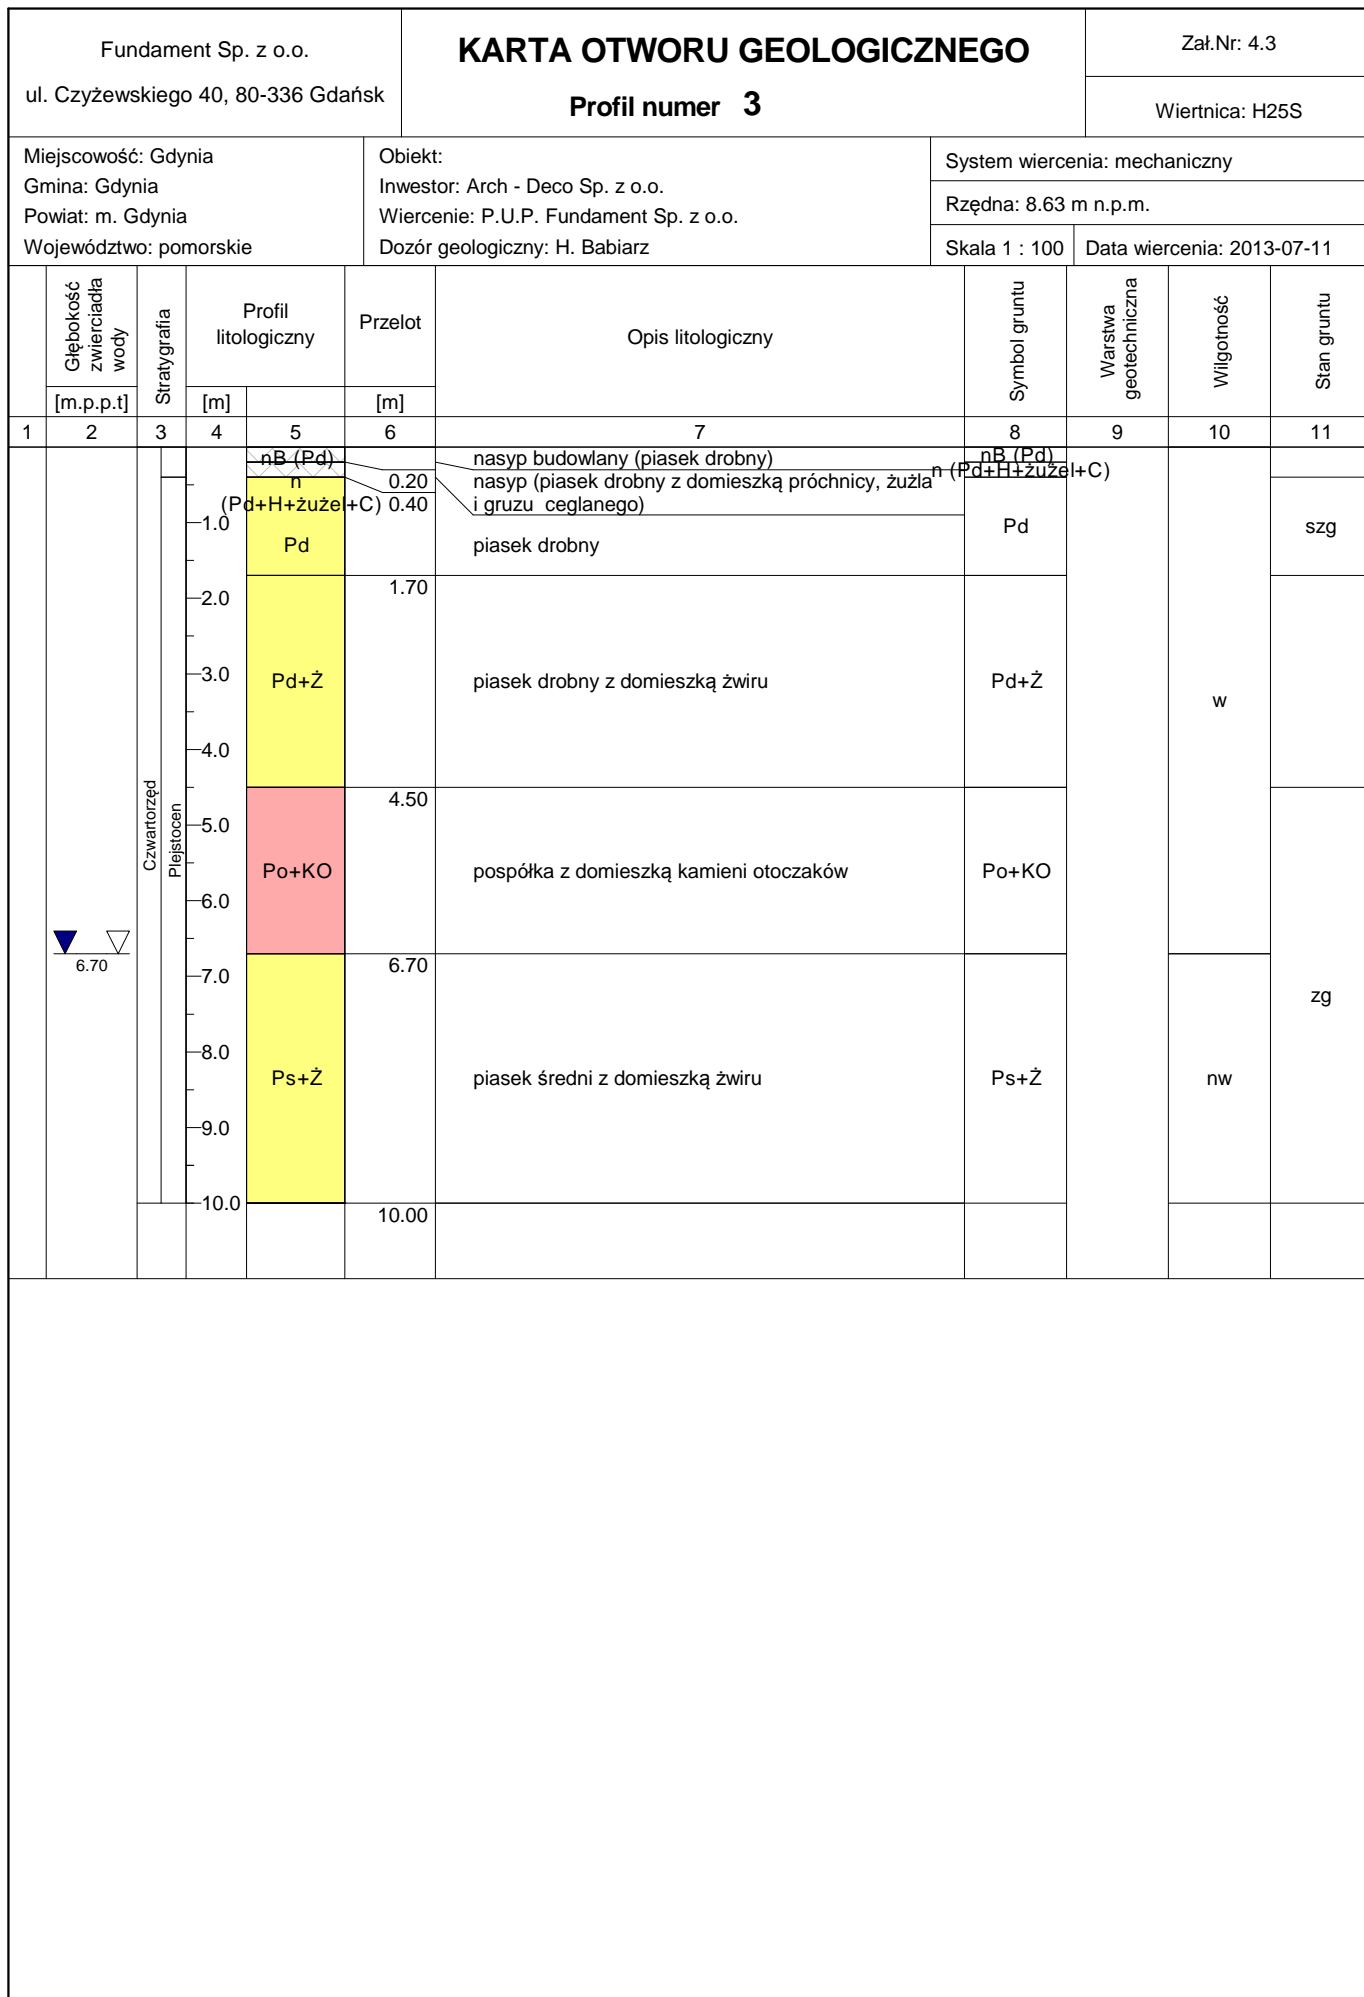 Fundament Sp. z o.o.
ul. Czyżewskiego 40, 80-336 Gdańsk
KARTA OTWORU GEOLOGICZNEGO
Profil numer 3
Zał.Nr: 4.3
Wiertnica: H25S
Miejscowość: Gdynia
Gmina: Gdynia
Powiat: m. Gdynia
Województwo: pomorskie
Obiekt:
Inwestor: Arch - Deco Sp. z o.o.
Wiercenie: P.U.P. Fundament Sp. z o.o.
Dozór geologiczny: H. Babiarz
System wiercenia: mechaniczny
Rzędna: 8.63 m n.p.m.
Skala 1 : 100
Data wiercenia: 2013-07-11
Głębokość
zwierciadła
wody
[m.p.p.t]
Stratygrafia
Profil
litologiczny
[m]
Przelot
[m]
Opis litologiczny
Symbol gruntu
Warstwa
geotechniczna
Wilgotność
Stan gruntu
1 2 3 4 5 6 7 8 9 10 11
nB (Pd)
nasyp budowlany (piasek drobny)
nB (Pd)
n
(Pd+H+żużel+C)
0.20
nasyp (piasek drobny z domieszką próchnicy, żużla
i gruzu ceglanego)
n (Pd+H+żużel+C)
0.40
1.0
Pd
piasek drobny
Pd
szg
1.70
2.0
3.0
Pd+Ż
piasek drobny z domieszką żwiru
Pd+Ż
w
4.0
4.50
Czwartorzęd
Plejstocen
5.0
Po+KO
pospółka z domieszką kamieni otoczaków
Po+KO
6.0
6.70
6.70
7.0
zg
8.0
Ps+Ż
piasek średni z domieszką żwiru
Ps+Ż
nw
9.0
10.0
10.00